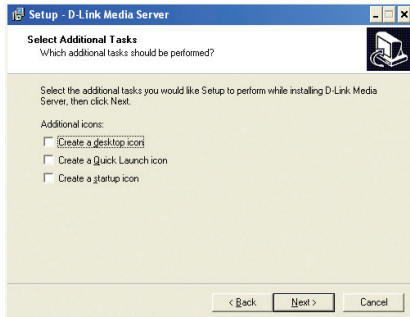 Setup - D-Link Media Server
Select Additional Tasks
Which additional tasks should be performed?
Select the additional tasks you would like Setup to perform while installing D-Link Media
Server, then click Next.
Additional icons:
Create a desktop icon
Create a Quick Launch icon
Create a startup icon
< Back
Next >
Cancel